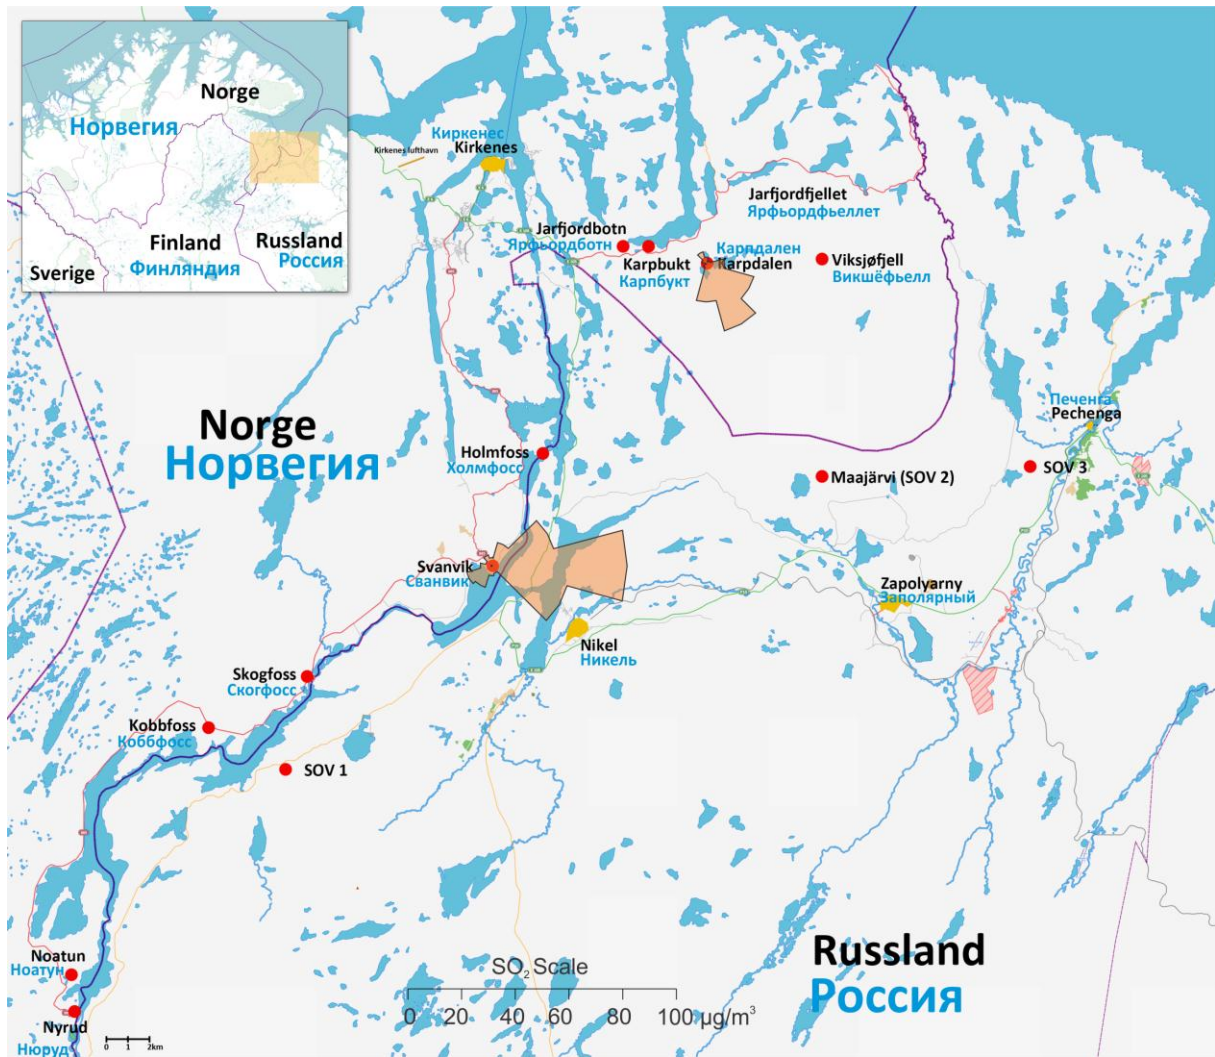 Norge
Норвегия
Finland
Финляндия
Russland
Россия
Sverige
Киркенес
Kirkenes
Kirkenes lufthavn
Jarfjordbotn
Ярфьордботн
Karpbukt
Карпбукт
Карпдален
Karpdalen
Jarfjordfjellet
Ярфьордфьеллет
Viksjøfjell
Викшёфьелл
Norge
Норвегия
Holmfoss
Холмфосс
Печенга
Pechenga
SOV 3
Maajärvi (SOV 2)
Svanvik
Сванвик
Zapolyarny
Заполярный
Nikel
Никель
Skogfoss
Скогфосс
Kobbfoss
Коббфосс
SOV 1
Noatun
Ноатун
Nyrud
Нюруд
0 1 2km
SO2 Scale
0 20 40 60 80 100 µg/m³
Russland
Россия